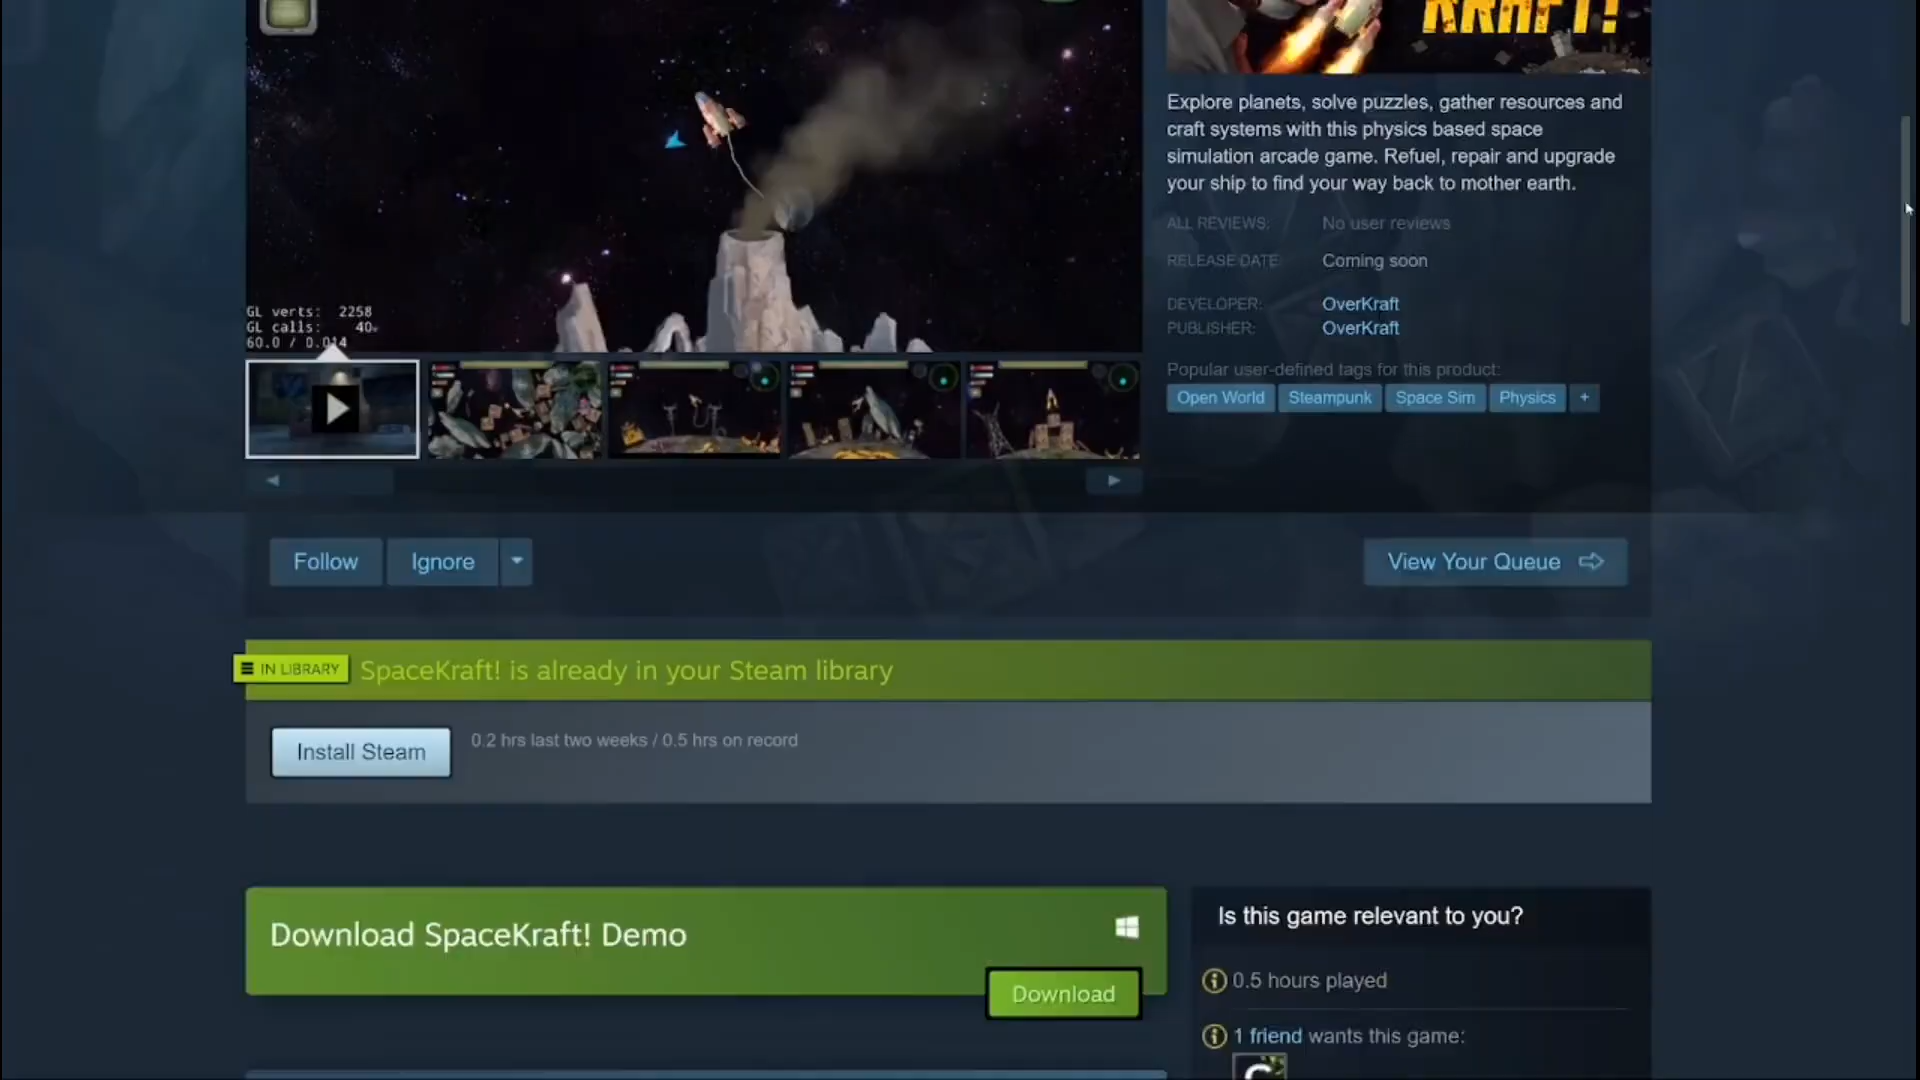 KRAFT!
Explore planets, solve puzzles, gather resources and
craft systems with this physics based space
simulation arcade game. Refuel, repair and upgrade
your ship to find your way back to mother earth.
ALL REVIEWS: No user reviews
RELEASE DATE: Coming soon
DEVELOPER: OverKraft
PUBLISHER: OverKraft
Popular user-defined tags for this product:
Open World Steampunk Space Sim Physics +
GL verts: 2258
GL calls: 40
60.0 / 0.014
Follow Ignore View Your Queue
IN LIBRARY SpaceKraft! is already in your Steam library
Install Steam 0.2 hrs last two weeks / 0.5 hrs on record
Download SpaceKraft! Demo
Download
Is this game relevant to you?
0.5 hours played
1 friend wants this game: